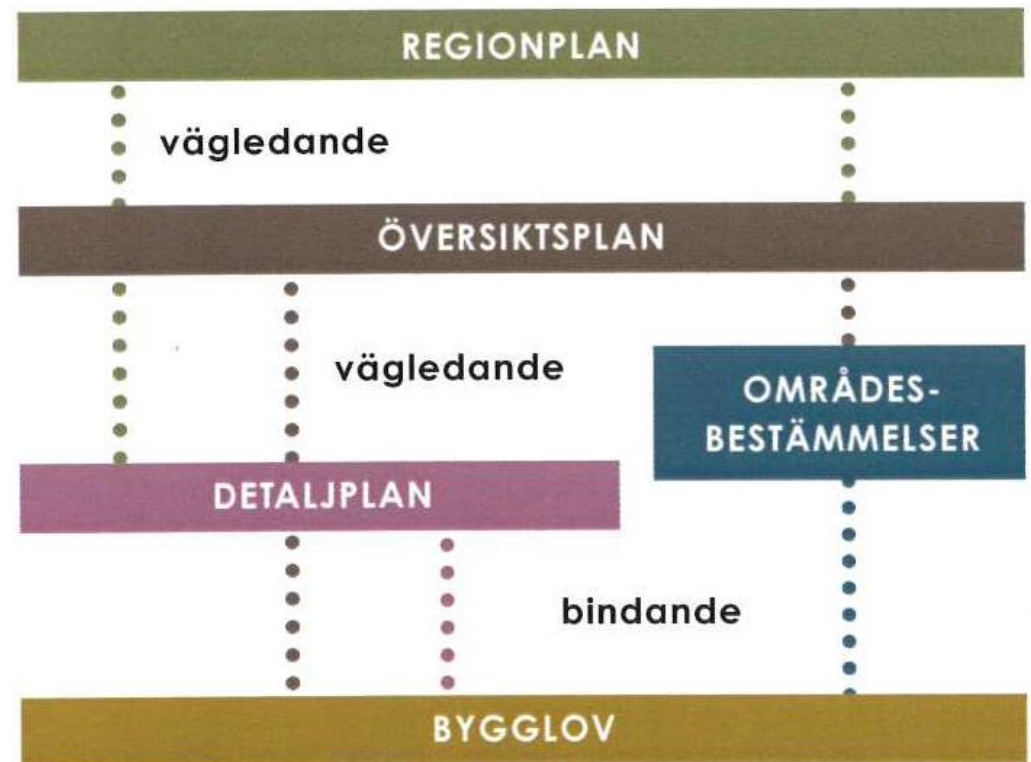 REGIONPLAN
vägledande
ÖVERSIKTSPLAN
vägledande
OMRÅDES-
BESTÄMMELSER
DETALJPLAN
bindande
BYGGLOV